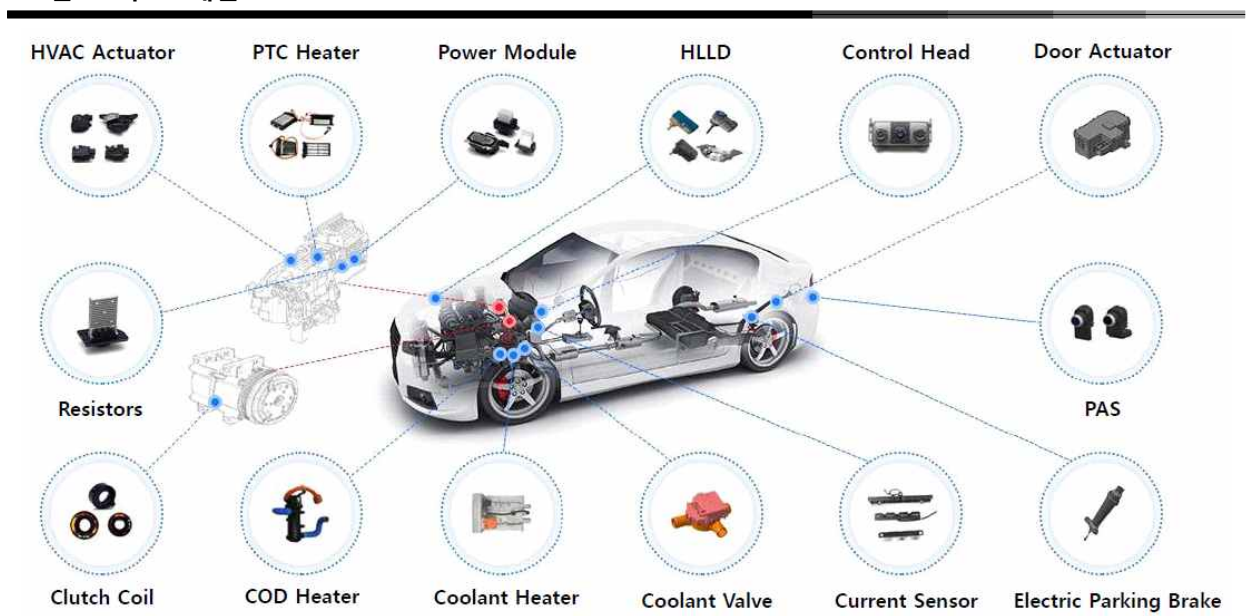 HVAC Actuator
PTC Heater
Power Module
HLLD
Control Head
Door Actuator
Resistors
PAS
Clutch Coil
COD Heater
Coolant Heater
Coolant Valve
Current Sensor
Electric Parking Brake